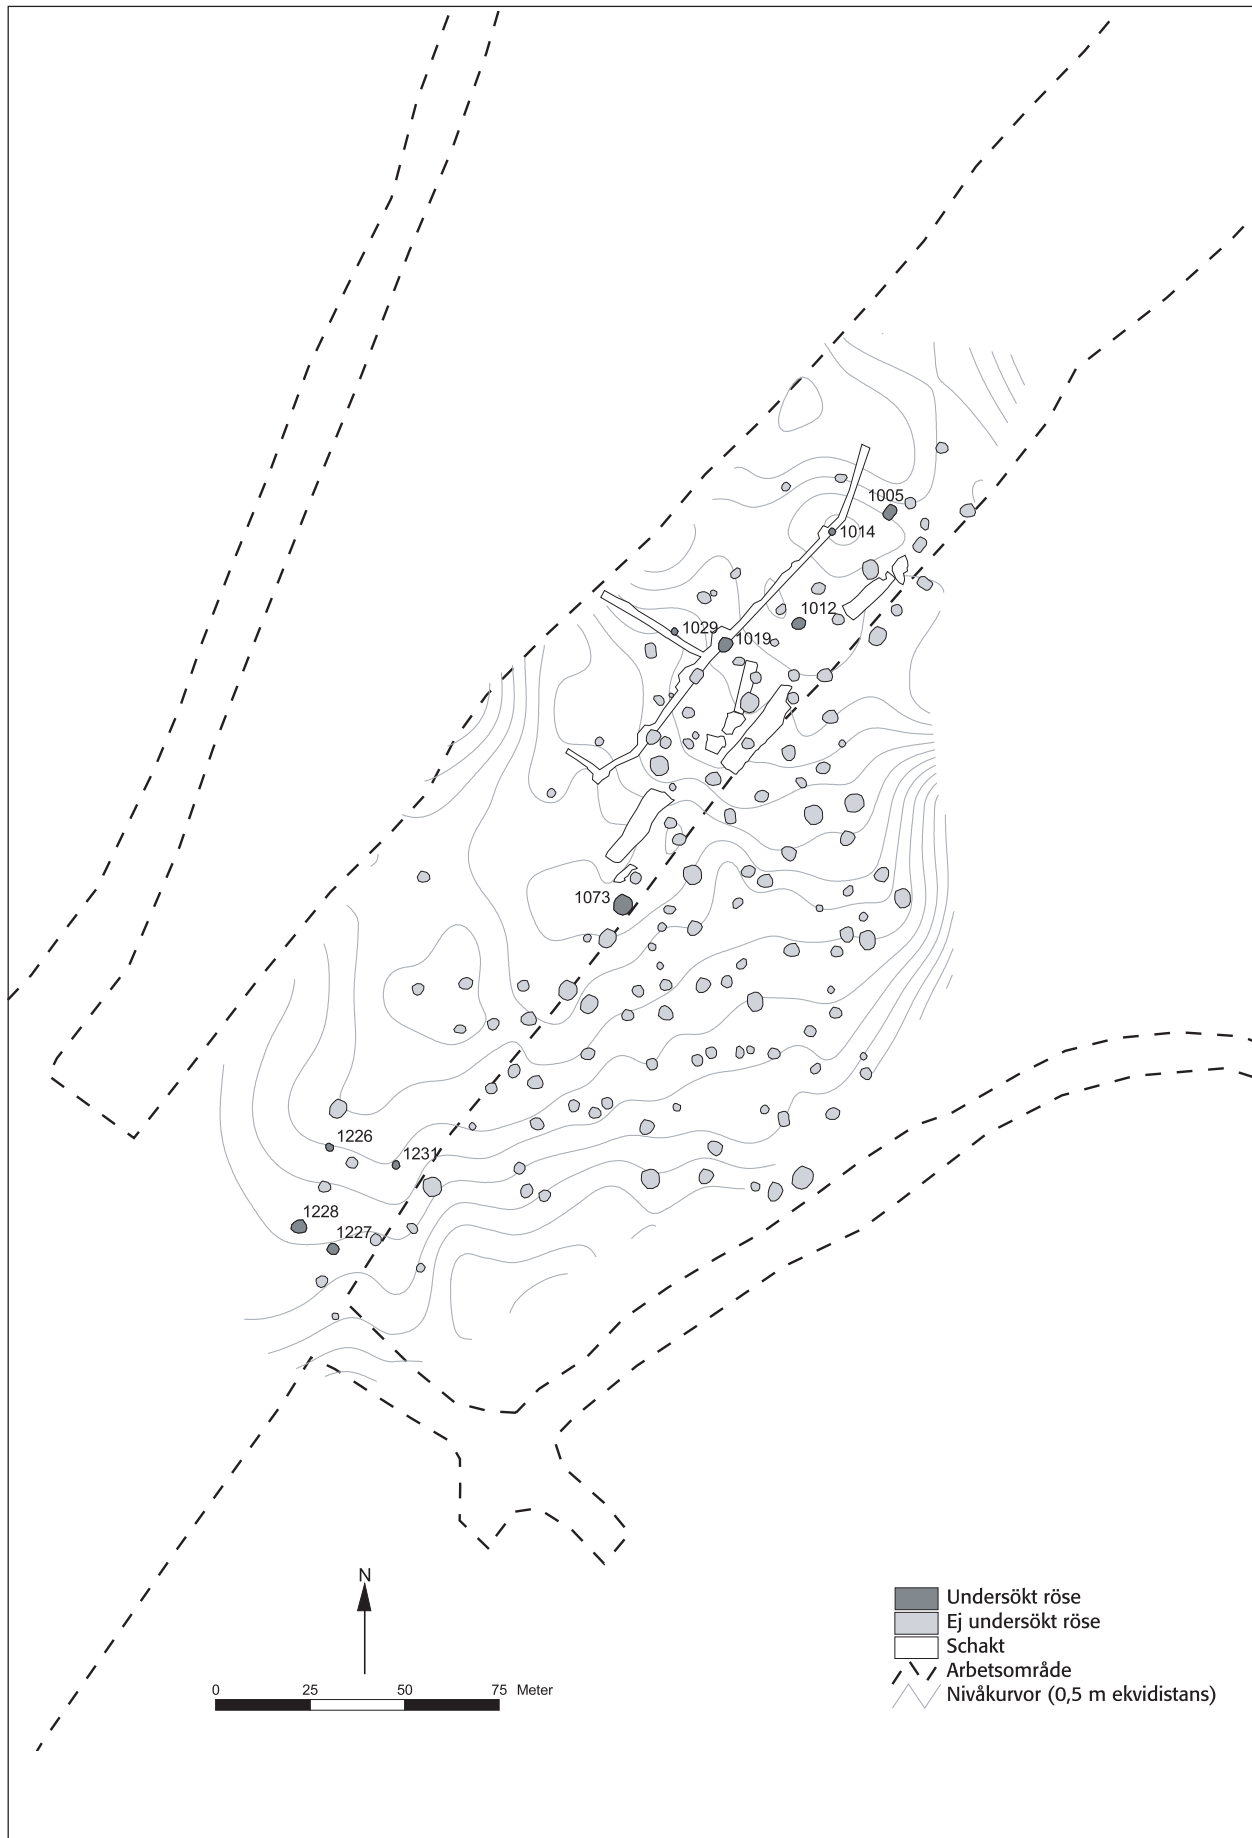 1005
1014
1012
1029
1019
1073
1226
1231
1228
1227
N
0 25 50 75 Meter
Undersökt röse
Ej undersökt röse
Schakt
Arbetsområde
Nivåkurvor (0,5 m ekvidistans)